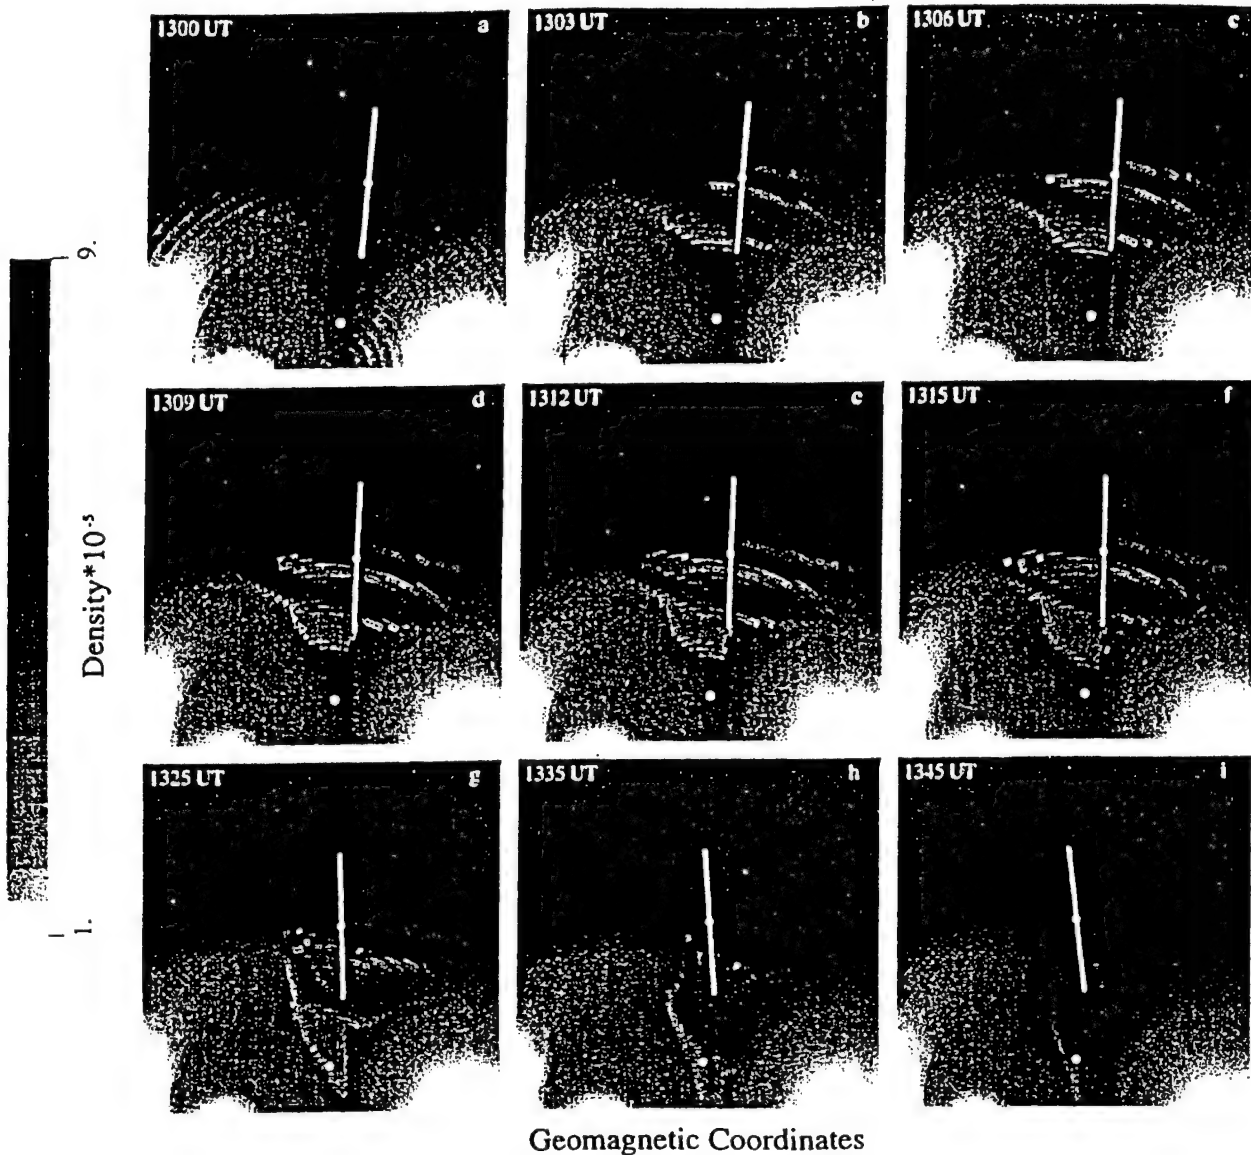 1300 UT a
1303 UT b
1306 UT c
9.
Density*10⁻⁵
1.
1309 UT d
1312 UT e
1315 UT f
1325 UT g
1335 UT h
1345 UT i
Geomagnetic Coordinates